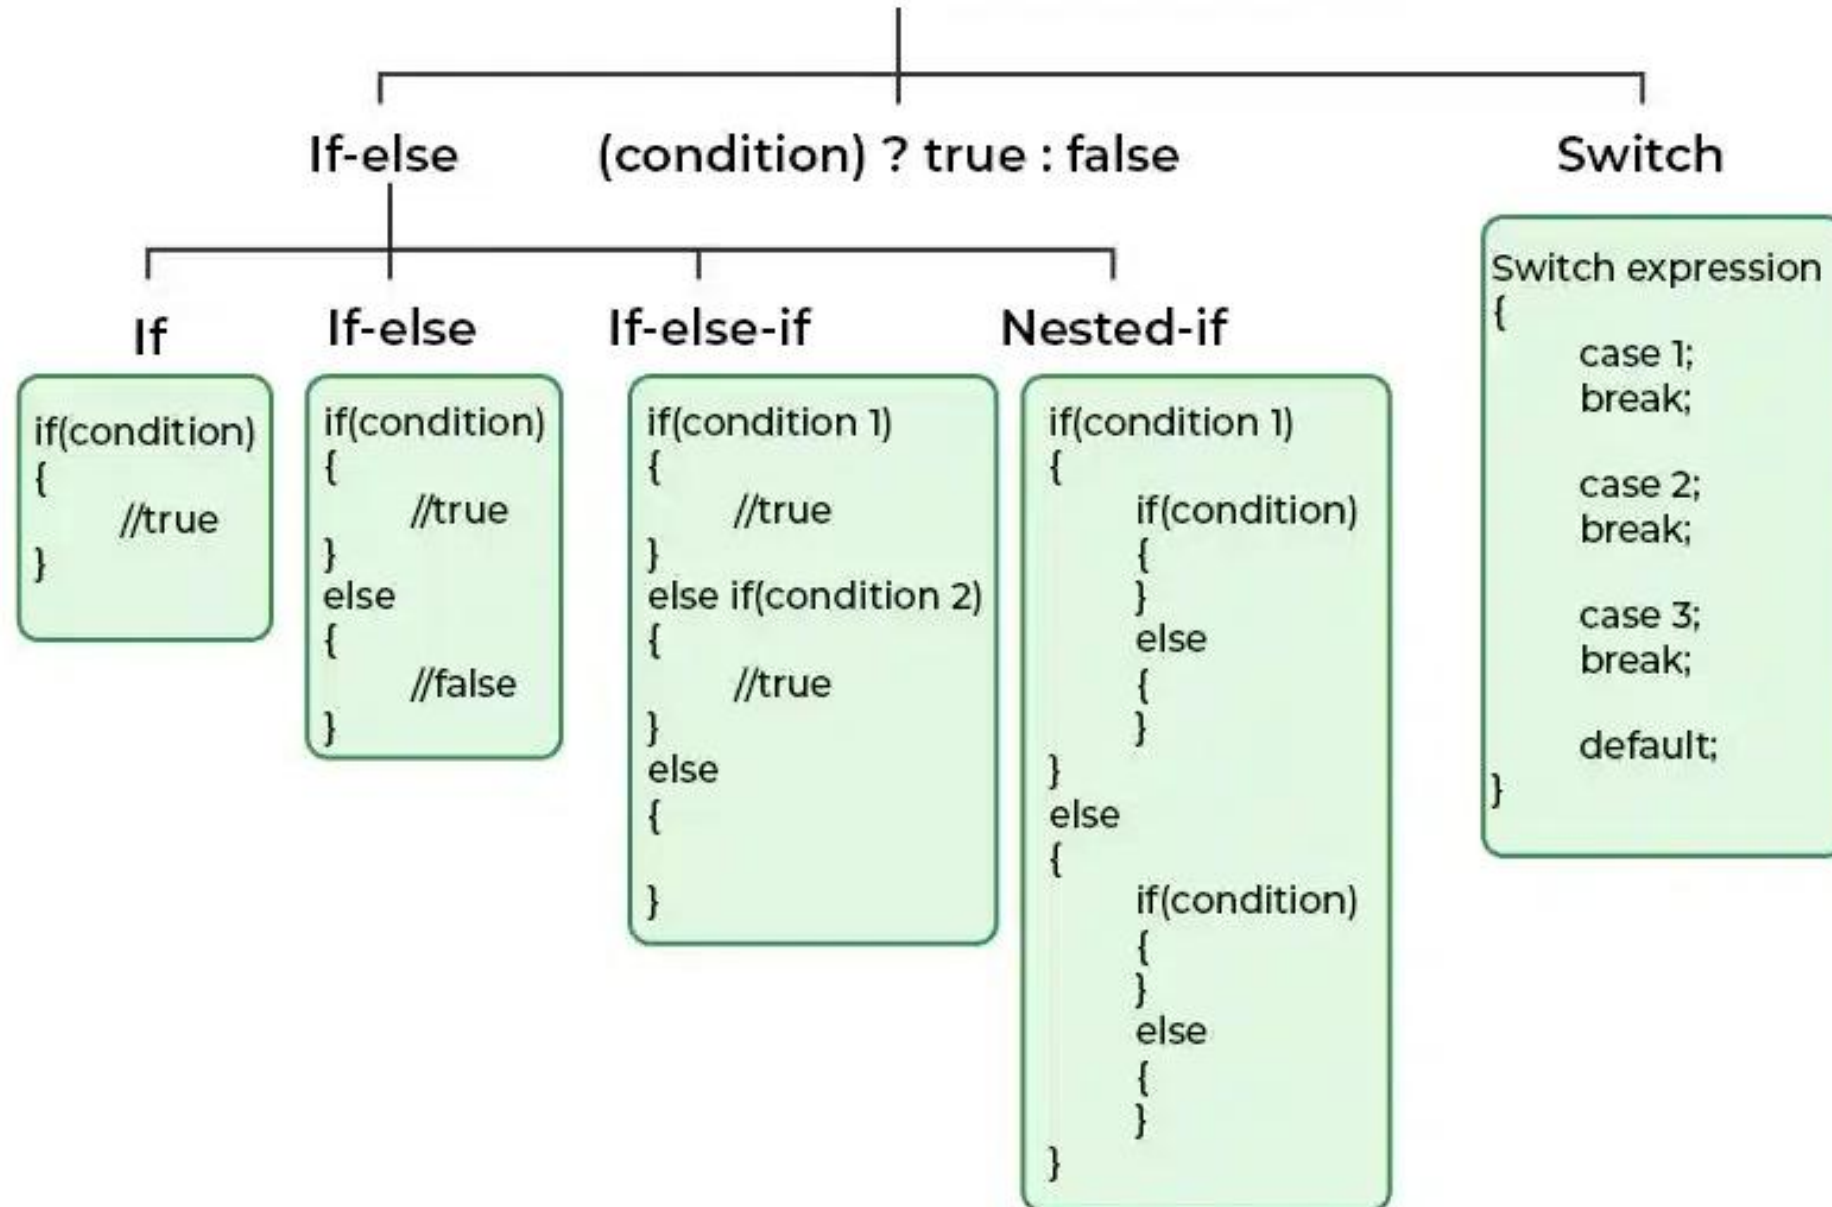 If-else
(condition) ? true : false
Switch
If
if(condition)
{
//true
}
If-else
if(condition)
{
//true
}
else
{
//false
}
If-else-if
if(condition 1)
{
//true
}
else if(condition 2)
{
//true
}
else
{
}
Nested-if
if(condition 1)
{
if(condition)
{
}
else
{
}
}
else
{
if(condition)
{
}
else
{
}
}
Switch expression
{
case 1;
break;
case 2;
break;
case 3;
break;
default;
}